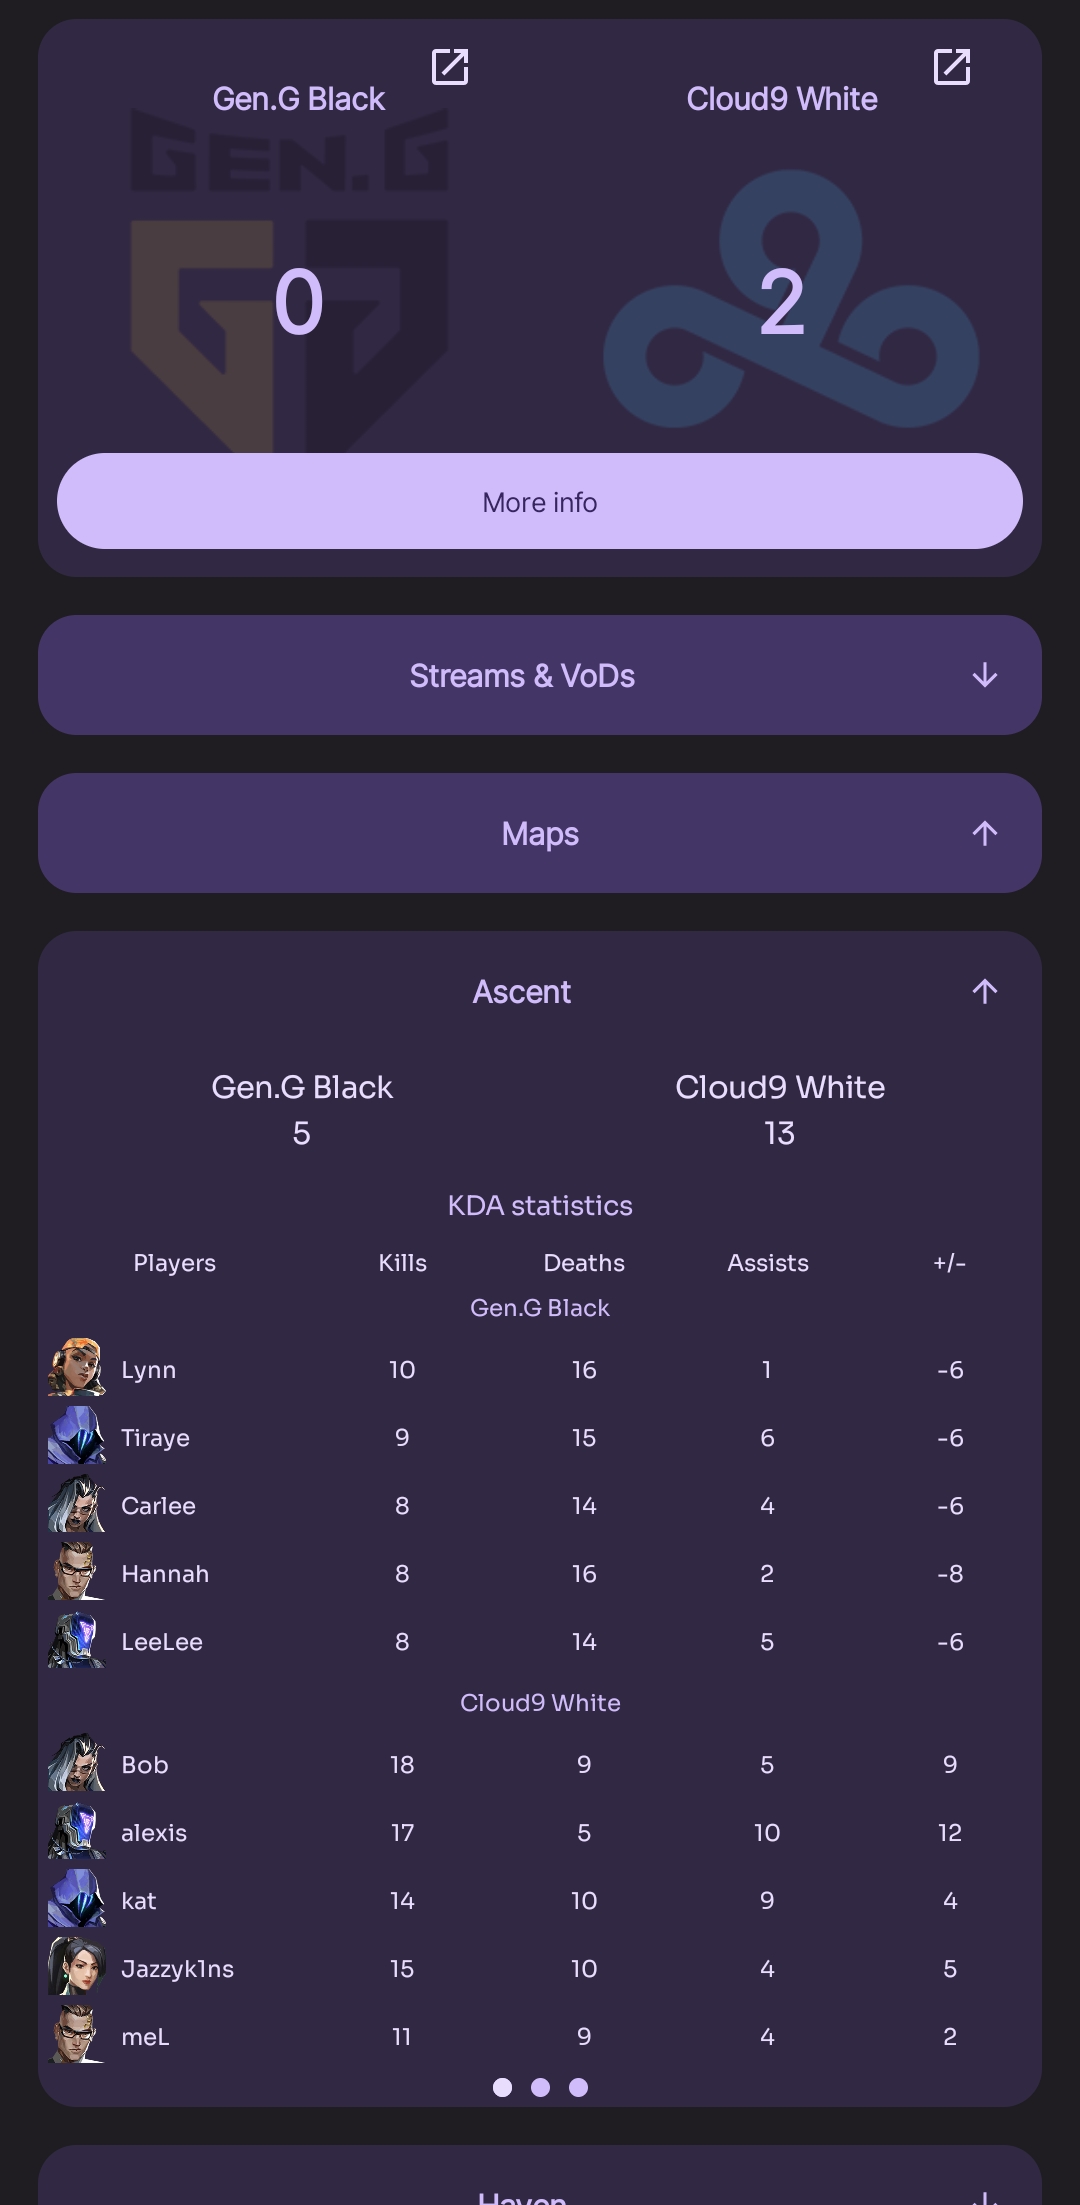 Gen.G Black Cloud9 White
GEN.G
0 2
More info
Streams & VoDs
Maps
Ascent
Gen.G Black Cloud9 White
5 13
KDA statistics
Players Kills Deaths Assists +/-
Gen.G Black
Lynn 10 16 1 -6
Tiraye 9 15 6 -6
Carlee 8 14 4 -6
Hannah 8 16 2 -8
LeeLee 8 14 5 -6
Cloud9 White
Bob 18 9 5 9
alexis 17 5 10 12
kat 14 10 9 4
Jazzyk1ns 15 10 4 5
meL 11 9 4 2
Haven